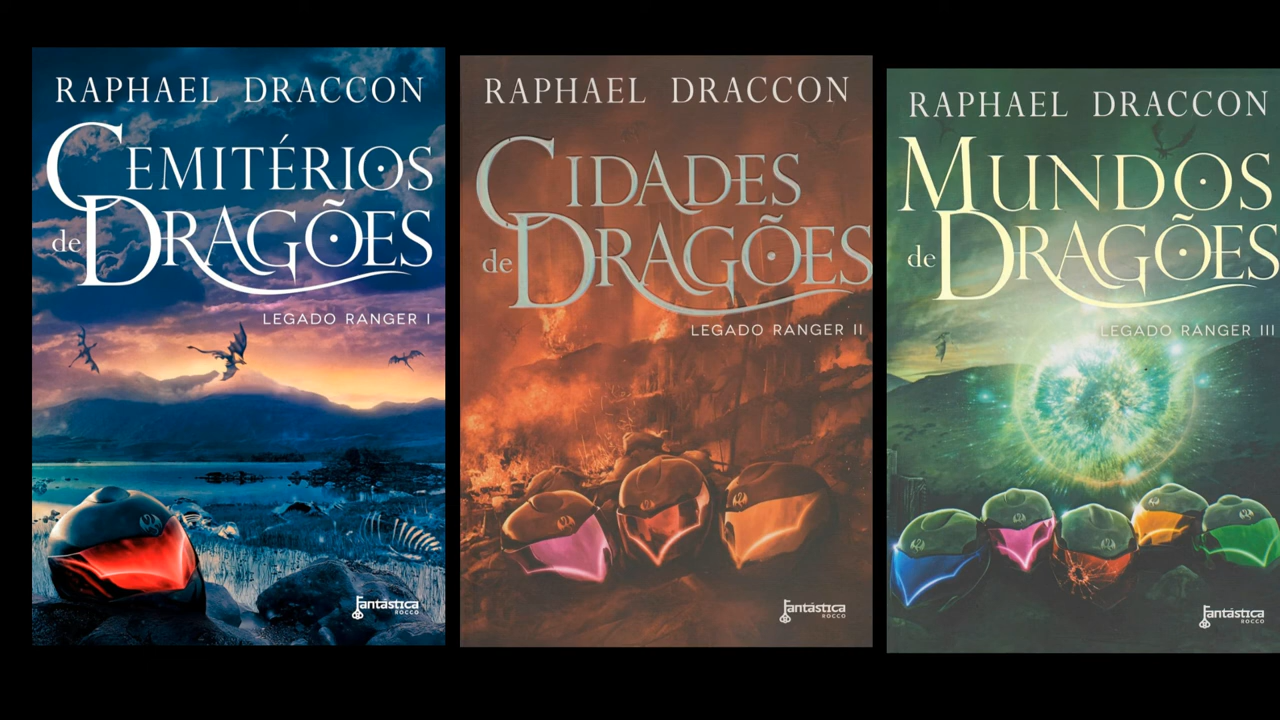 RAPHAEL DRACCON
CEMITÉRIOS
de DRAGÕES
LEGADO RANGER I
Fantástica
ROCCO
RAPHAEL DRACCON
CIDADES
de DRAGÕES
LEGADO RANGER II
Fantástica
ROCCO
RAPHAEL DRACCON
MUNDOS
de DRAGÕES
LEGADO RANGER III
Fantástica
ROCCO